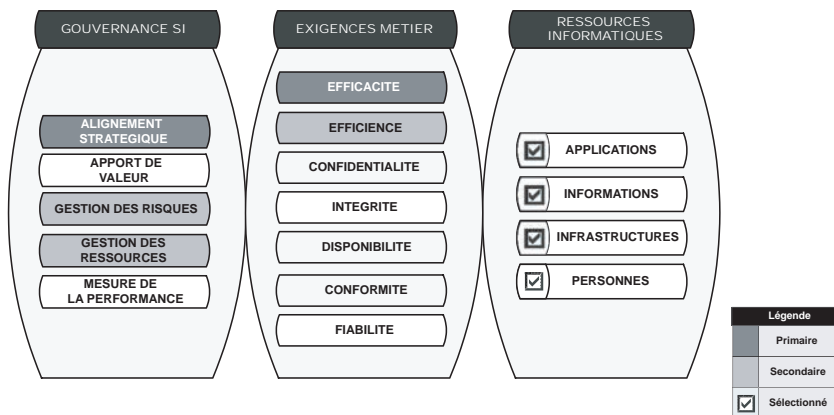 GOUVERNANCE SI
ALIGNEMENT
STRATEGIQUE
APPORT DE
VALEUR
GESTION DES RISQUES
GESTION DES
RESSOURCES
MESURE DE
LA PERFORMANCE
EXIGENCES METIER
EFFICACITE
EFFICIENCE
CONFIDENTIALITE
INTEGRITE
DISPONIBILITE
CONFORMITE
FIABILITE
RESSOURCES
INFORMATIQUES
APPLICATIONS
INFORMATIONS
INFRASTRUCTURES
PERSONNES
Légende
Primaire
Secondaire
Sélectionné